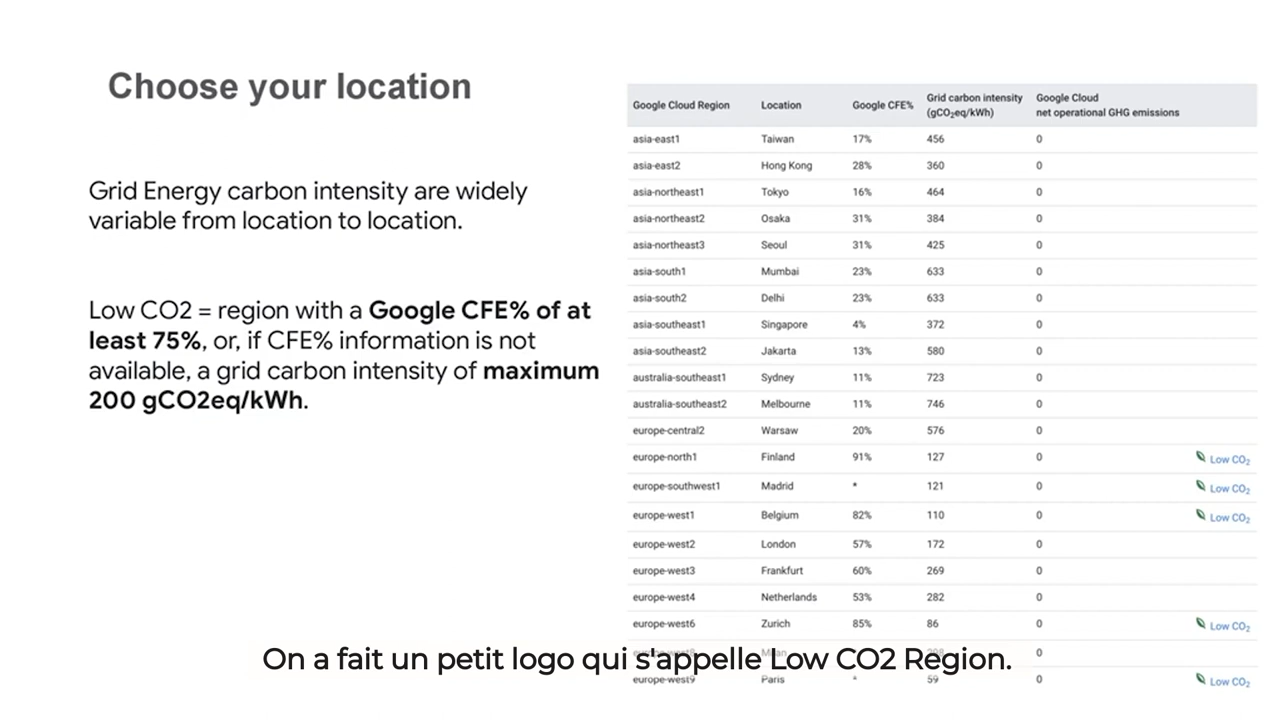 Choose your location
Grid Energy carbon intensity are widely
variable from location to location.
Low CO2 = region with a Google CFE% of at
least 75%, or, if CFE% information is not
available, a grid carbon intensity of maximum
200 gCO2eq/kWh.
Google Cloud Region Location Google CFE% Grid carbon intensity (gCO₂eq/kWh) Google Cloud net operational GHG emissions
asia-east1 Taiwan 17% 456 0
asia-east2 Hong Kong 28% 360 0
asia-northeast1 Tokyo 16% 464 0
asia-northeast2 Osaka 31% 384 0
asia-northeast3 Seoul 31% 425 0
asia-south1 Mumbai 23% 633 0
asia-south2 Delhi 23% 633 0
asia-southeast1 Singapore 4% 372 0
asia-southeast2 Jakarta 13% 580 0
australia-southeast1 Sydney 11% 723 0
australia-southeast2 Melbourne 11% 746 0
europe-central2 Warsaw 20% 576 0
europe-north1 Finland 91% 127 0 Low CO₂
europe-southwest1 Madrid * 121 0 Low CO₂
europe-west1 Belgium 82% 110 0 Low CO₂
europe-west2 London 57% 172 0
europe-west3 Frankfurt 60% 269 0
europe-west4 Netherlands 53% 282 0
europe-west6 Zurich 85% 86 0 Low CO₂
0
europe-west9 Paris * 59 0 Low CO₂
On a fait un petit logo qui s'appelle Low CO2 Region.